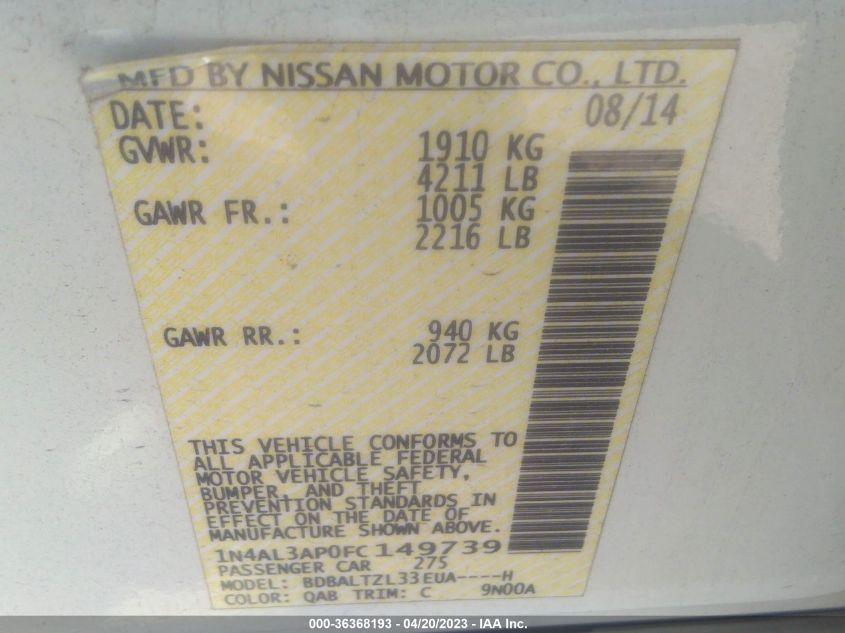 MFD BY NISSAN MOTOR CO., LTD.
DATE: 08/14
GVWR: 1910 KG
4211 LB
GAWR FR.: 1005 KG
2216 LB
GAWR RR.: 940 KG
2072 LB
THIS VEHICLE CONFORMS TO
ALL APPLICABLE FEDERAL
MOTOR VEHICLE SAFETY,
BUMPER, AND THEFT
PREVENTION STANDARDS IN
EFFECT ON THE DATE OF
MANUFACTURE SHOWN ABOVE.
1N4AL3AP0FC149739
PASSENGER CAR 275
MODEL: BDBALTZL33EUA----H
COLOR: QAB TRIM: C 9N00A
000-36368193 - 04/20/2023 - IAA Inc.